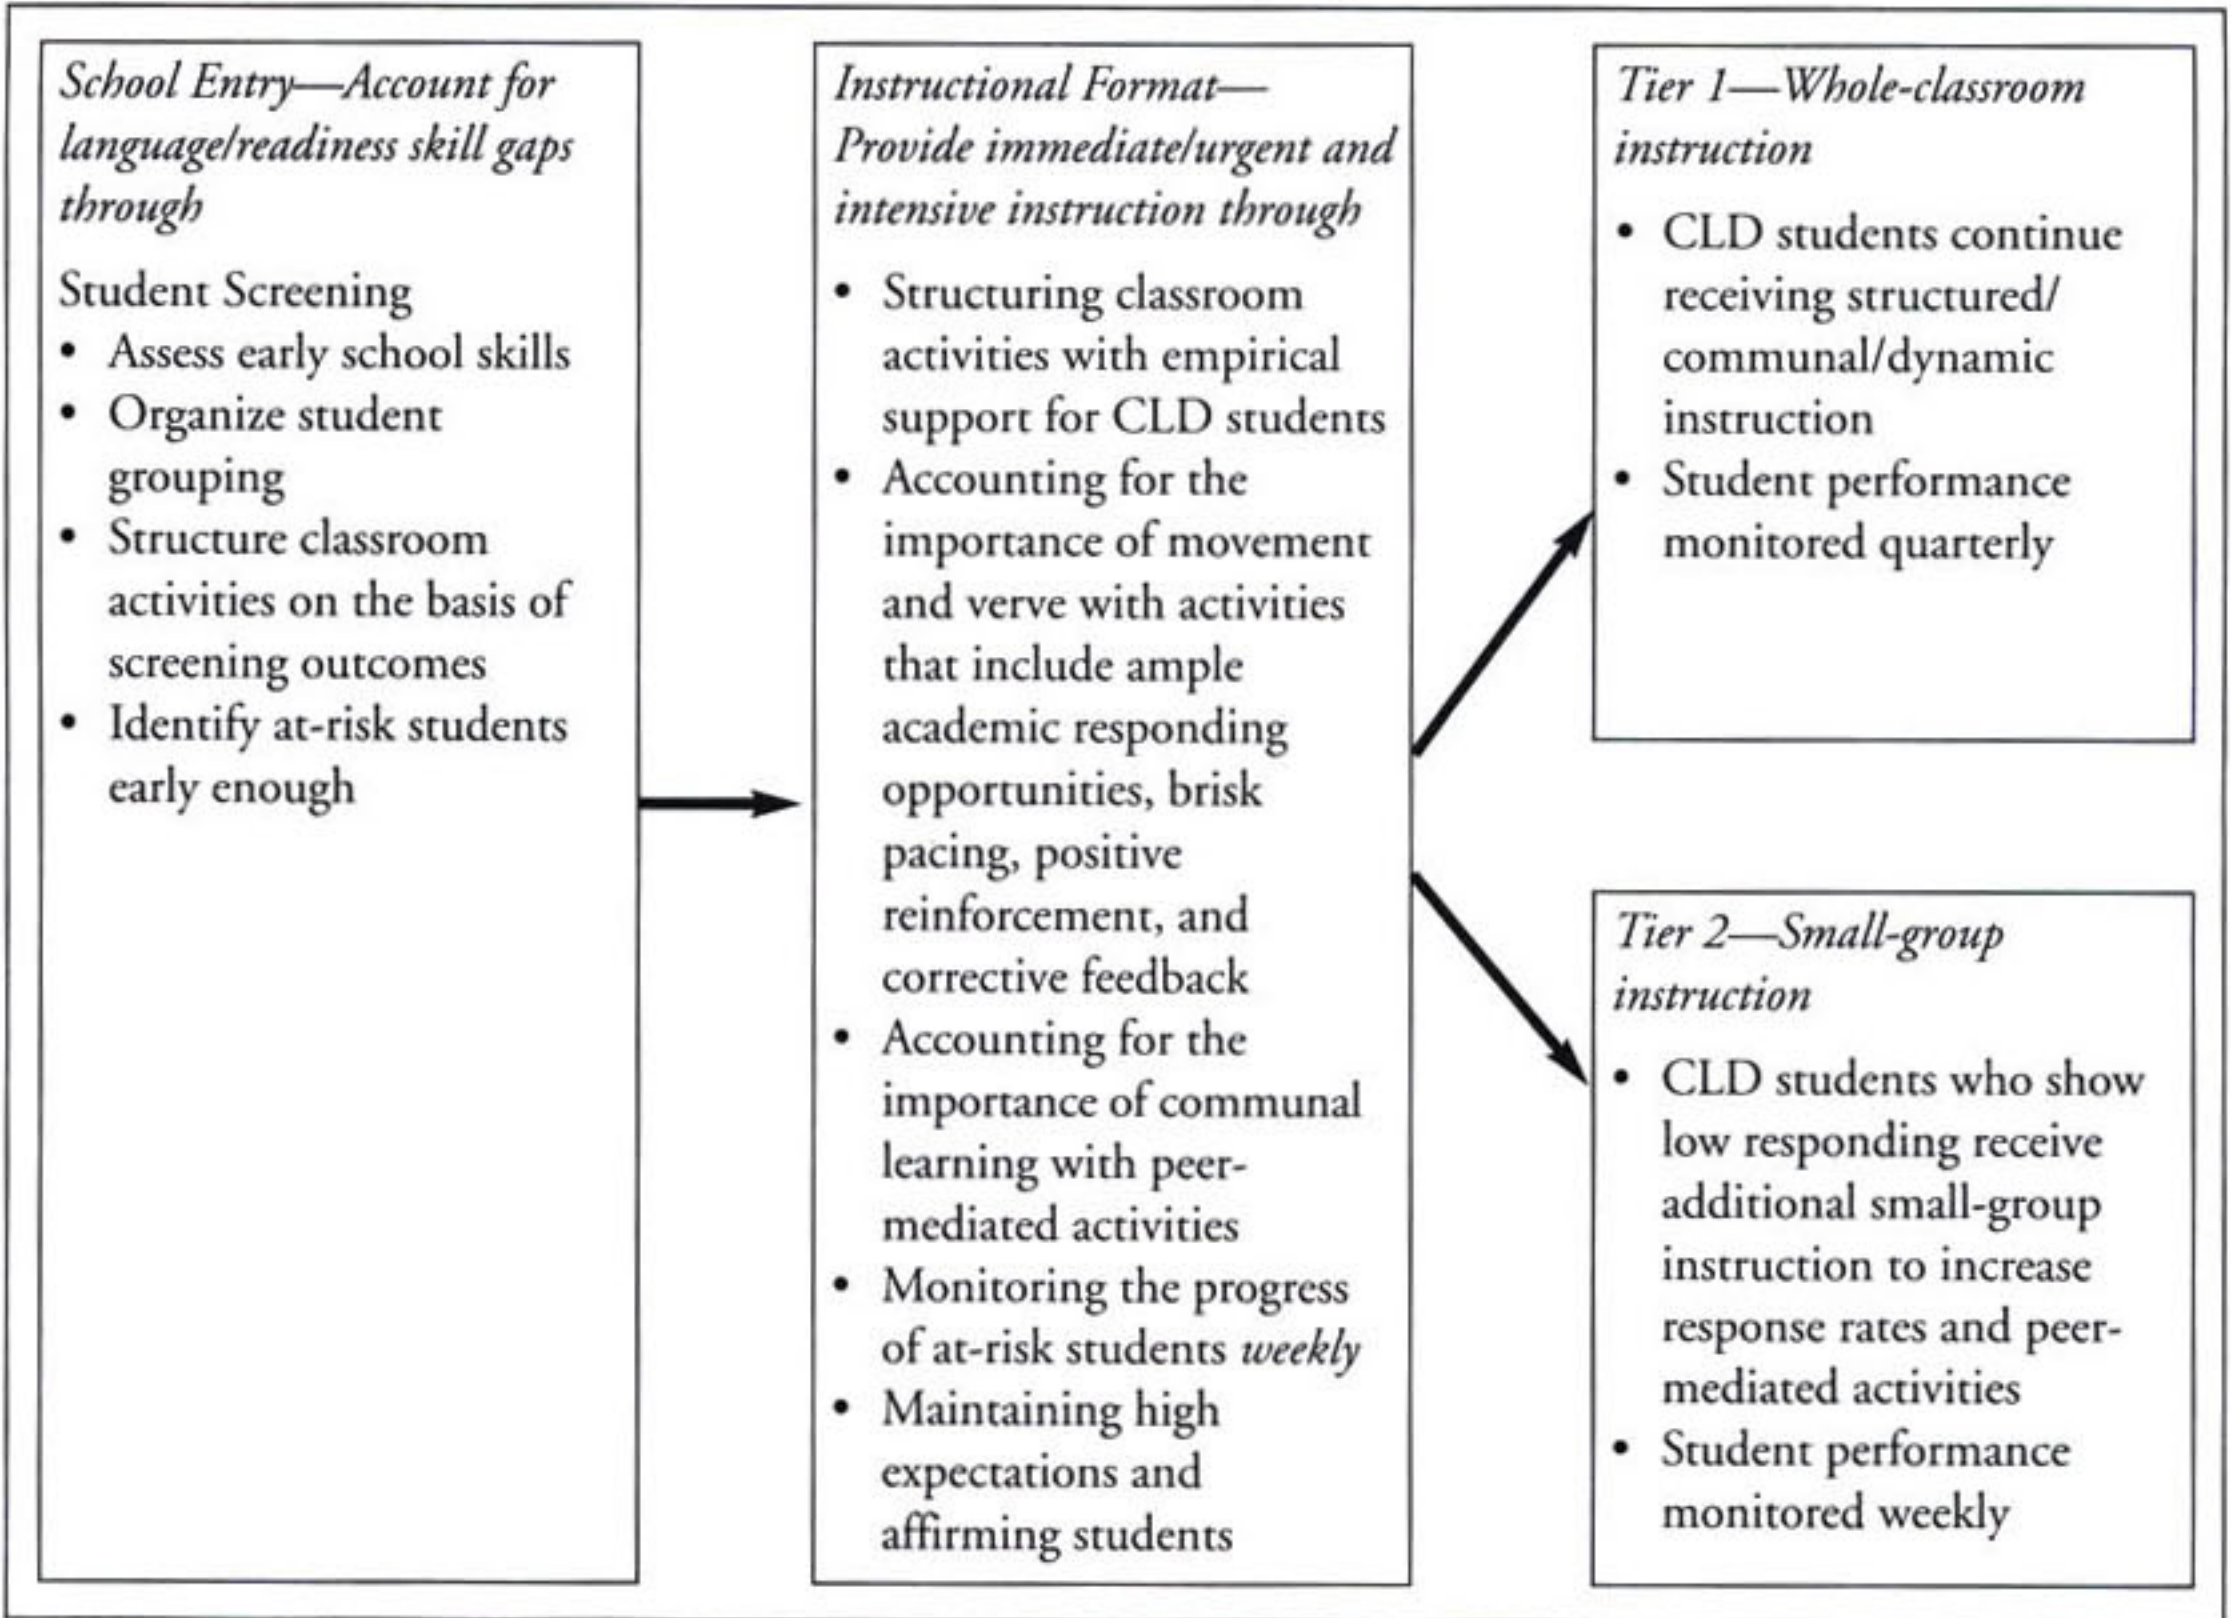 School Entry—Account for
language/readiness skill gaps
through
Student Screening
• Assess early school skills
• Organize student
grouping
• Structure classroom
activities on the basis of
screening outcomes
• Identify at-risk students
early enough
Instructional Format—
Provide immediate/urgent and
intensive instruction through
• Structuring classroom
activities with empirical
support for CLD students
• Accounting for the
importance of movement
and verve with activities
that include ample
academic responding
opportunities, brisk
pacing, positive
reinforcement, and
corrective feedback
• Accounting for the
importance of communal
learning with peer-
mediated activities
• Monitoring the progress
of at-risk students weekly
• Maintaining high
expectations and
affirming students
Tier 1—Whole-classroom
instruction
• CLD students continue
receiving structured/
communal/dynamic
instruction
• Student performance
monitored quarterly
Tier 2—Small-group
instruction
• CLD students who show
low responding receive
additional small-group
instruction to increase
response rates and peer-
mediated activities
• Student performance
monitored weekly